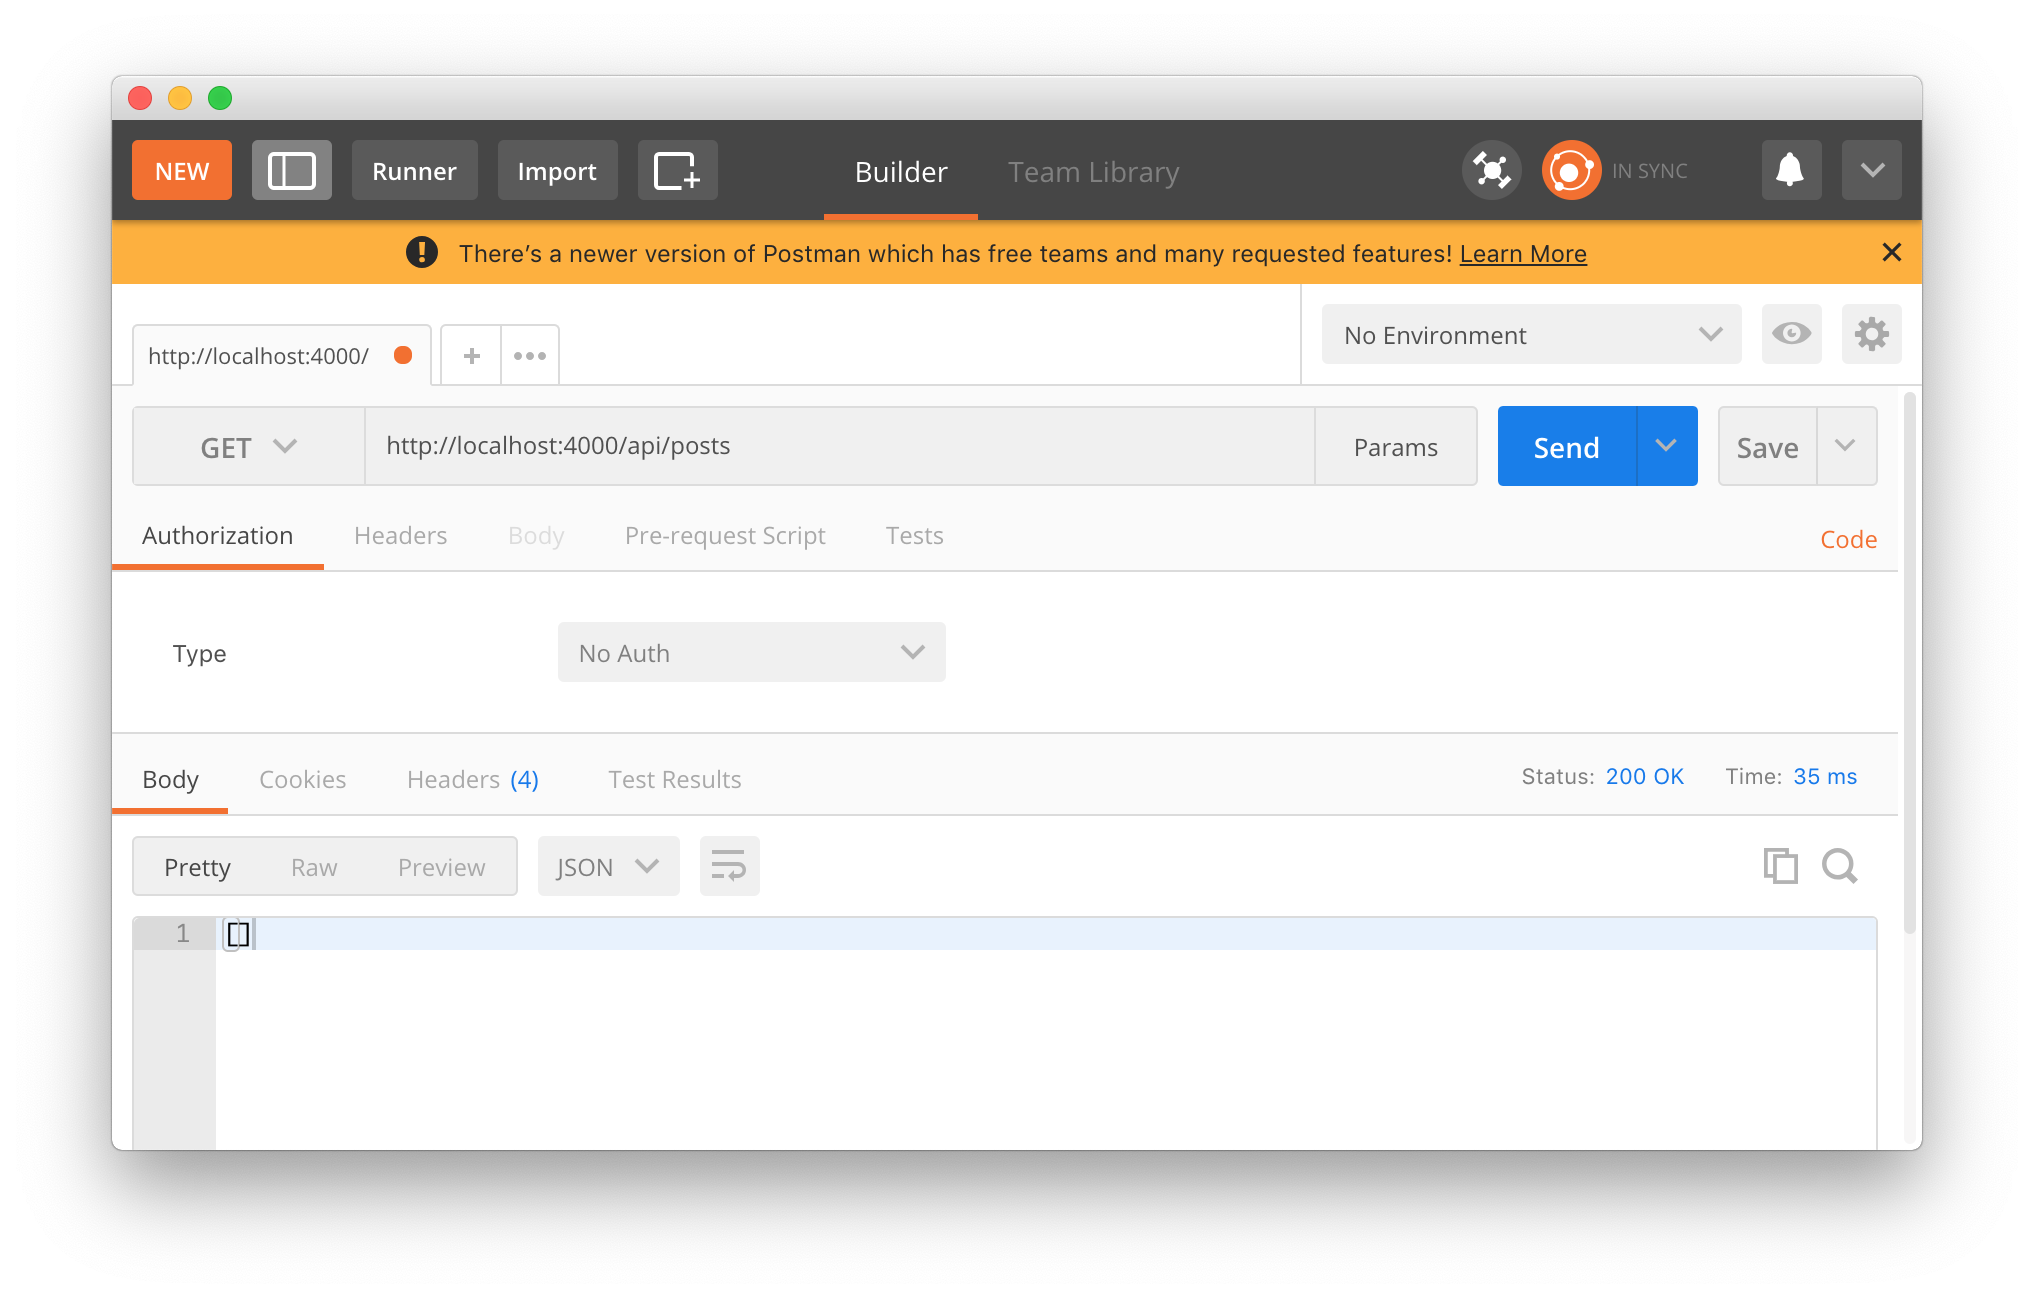 NEW Runner Import Builder Team Library IN SYNC
There's a newer version of Postman which has free teams and many requested features! Learn More
http://localhost:4000/ No Environment
GET http://localhost:4000/api/posts Params Send Save
Authorization Headers Body Pre-request Script Tests Code
Type No Auth
Body Cookies Headers (4) Test Results Status: 200 OK Time: 35 ms
Pretty Raw Preview JSON
1 []